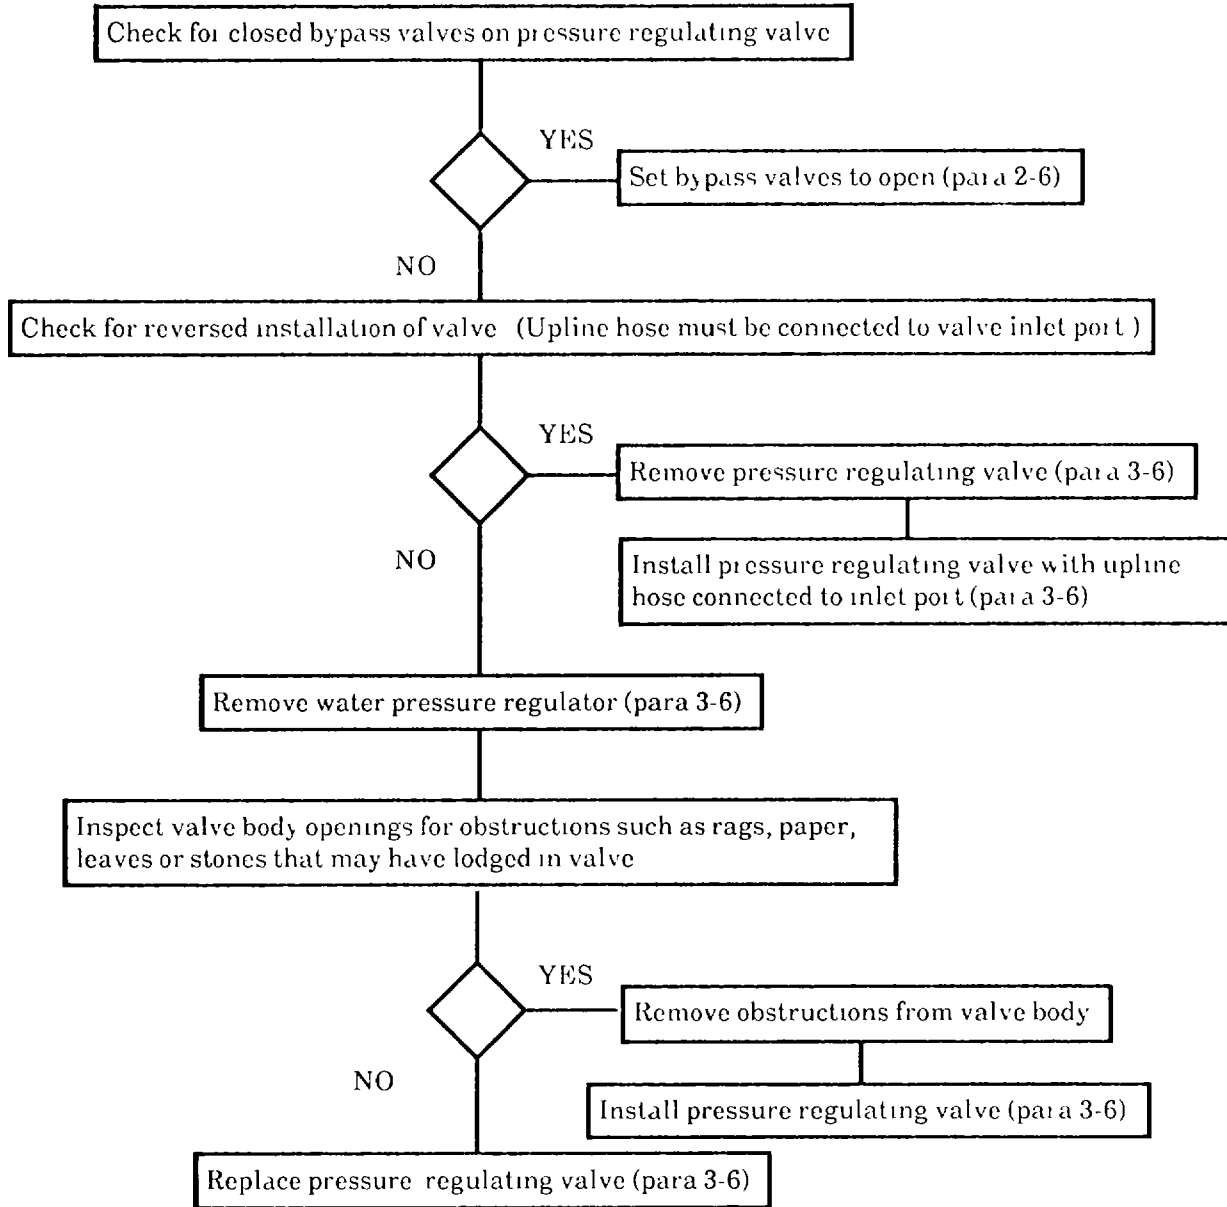 Check for closed bypass valves on pressure regulating valve
YES
Set bypass valves to open (para 2-6)
NO
Check for reversed installation of valve (Upline hose must be connected to valve inlet port )
YES
Remove pressure regulating valve (para 3-6)
NO
Install pressure regulating valve with upline
hose connected to inlet port (para 3-6)
Remove water pressure regulator (para 3-6)
Inspect valve body openings for obstructions such as rags, paper,
leaves or stones that may have lodged in valve
YES
Remove obstructions from valve body
NO
Install pressure regulating valve (para 3-6)
Replace pressure regulating valve (para 3-6)